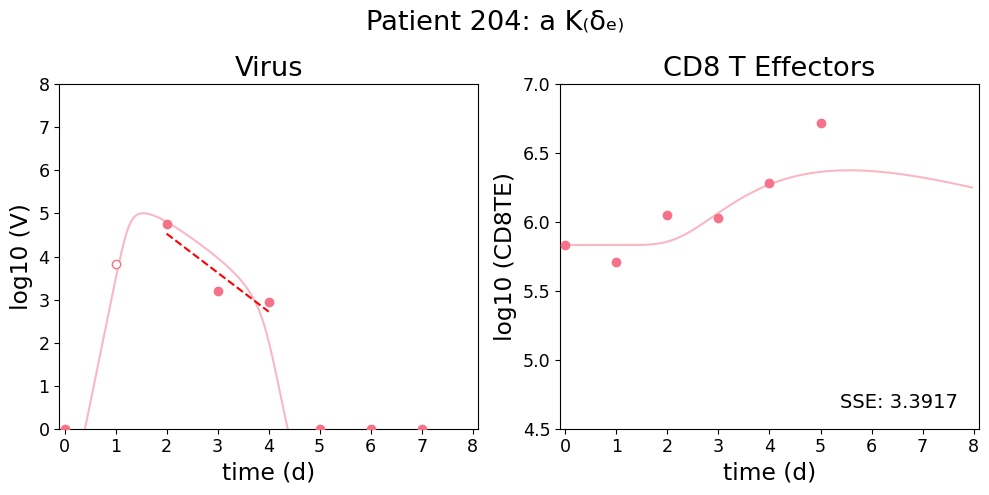 Patient 204: a K₍δₑ₎
Virus
CD8 T Effectors
log10 (V)
8
7
6
5
4
3
2
1
0
0 1 2 3 4 5 6 7 8
time (d)
log10 (CD8TE)
7.0
6.5
6.0
5.5
5.0
4.5
SSE: 3.3917
0 1 2 3 4 5 6 7 8
time (d)